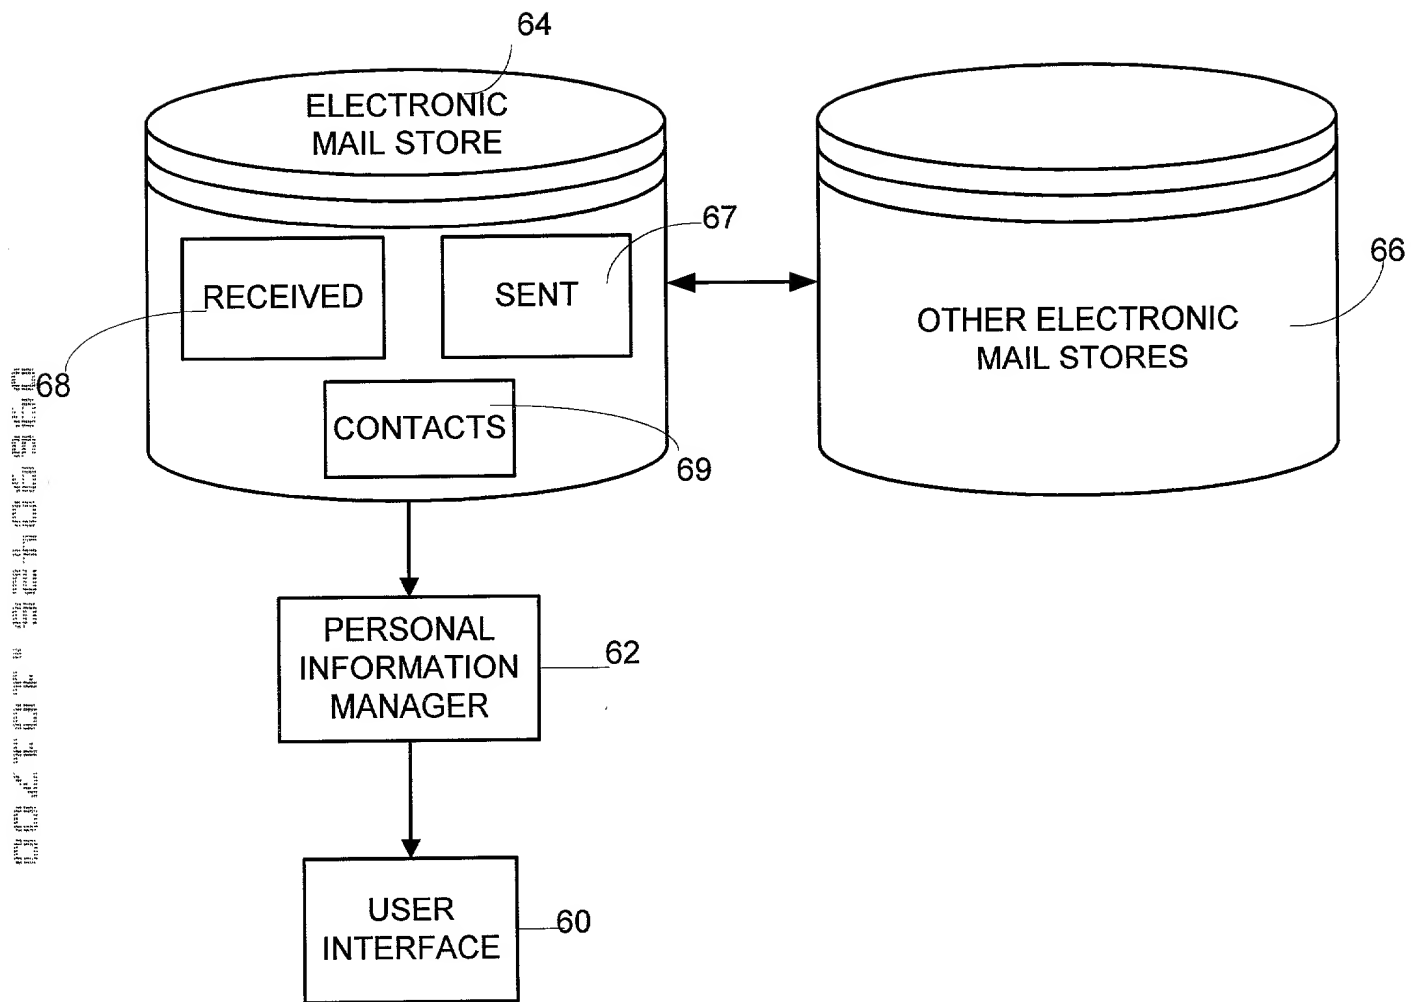 64
ELECTRONIC
MAIL STORE
67
66
RECEIVED
SENT
OTHER ELECTRONIC
MAIL STORES
68
CONTACTS
69
PERSONAL
INFORMATION
MANAGER
62
USER
INTERFACE
60